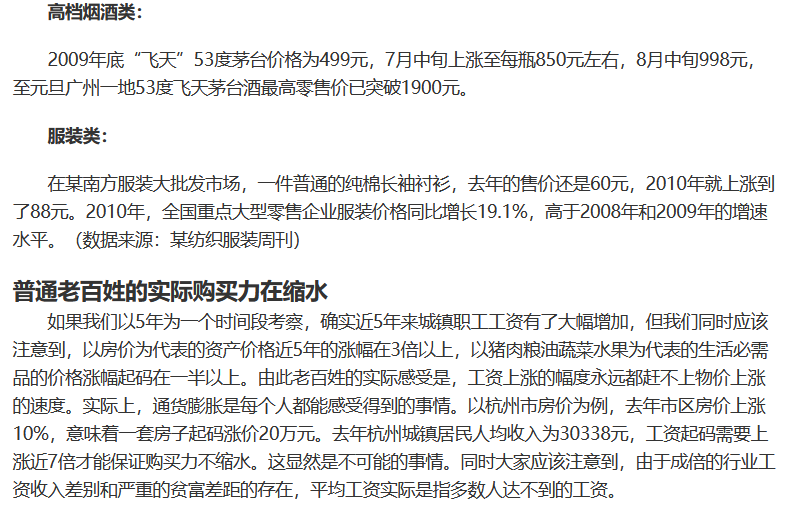 高档烟酒类：
2009年底“飞天”53度茅台价格为499元，7月中旬上涨至每瓶850元左右，8月中旬998元，
至元旦广州一地53度飞天茅台酒最高零售价已突破1900元。
服装类：
在某南方服装大批发市场，一件普通的纯棉长袖衬衫，去年的售价还是60元，2010年就上涨到
了88元。2010年，全国重点大型零售企业服装价格同比增长19.1%，高于2008年和2009年的增速
水平。（数据来源：某纺织服装周刊）
普通老百姓的实际购买力在缩水
如果我们以5年为一个时间段考察，确实近5年来城镇职工工资有了大幅增加，但我们同时应该
注意到，以房价为代表的资产价格近5年的涨幅在3倍以上，以猪肉粮油蔬菜水果为代表的生活必需
品的价格涨幅起码在一半以上。由此老百姓的实际感受是，工资上涨的幅度永远都赶不上物价上涨
的速度。实际上，通货膨胀是每个人都能感受得到的事情。以杭州市房价为例，去年市区房价上涨
10%，意味着一套房子起码涨价20万元。去年杭州城镇居民人均收入为30338元，工资起码需要上
涨近7倍才能保证购买力不缩水。这显然是不可能的事情。同时大家应该注意到，由于成倍的行业工
资收入差别和严重的贫富差距的存在，平均工资实际是指多数人达不到的工资。